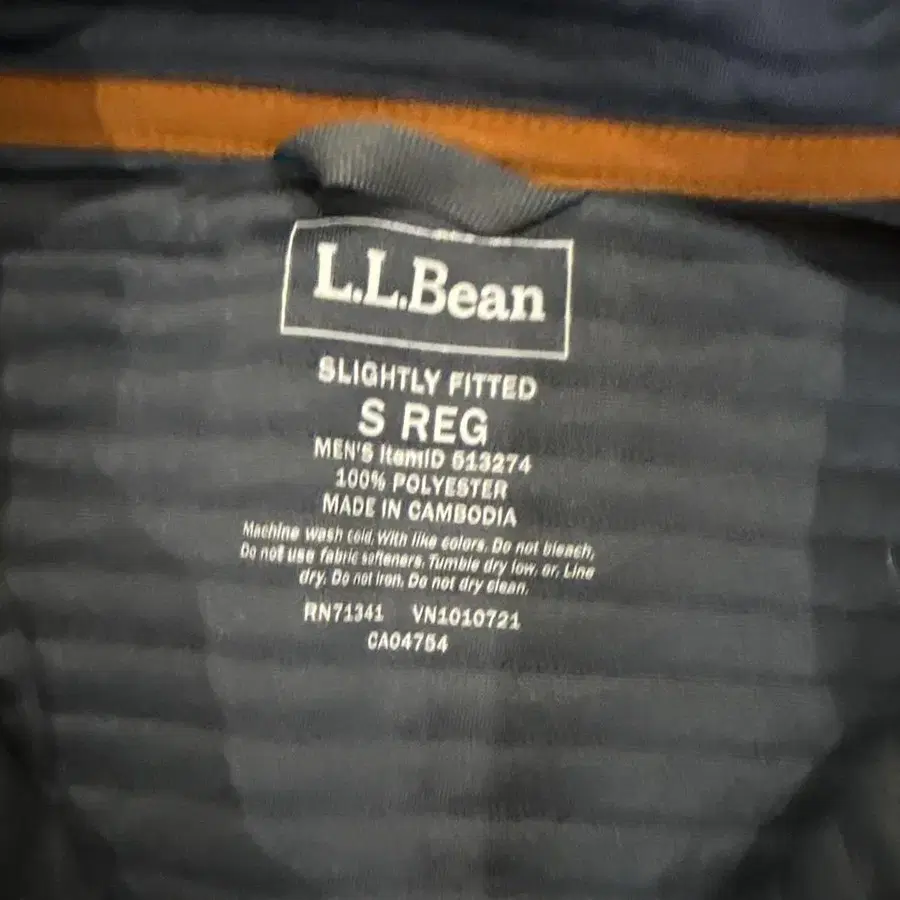 L.L.Bean
SLIGHTLY FITTED
S REG
MEN'S ItemID 513274
100% POLYESTER
MADE IN CAMBODIA
Machine wash cold, With like colors. Do not bleach,
Do not use fabric softeners, Tumble dry low, or, Line
dry. Do not iron. Do not dry clean.
RN71341 VN1010721
CA04754